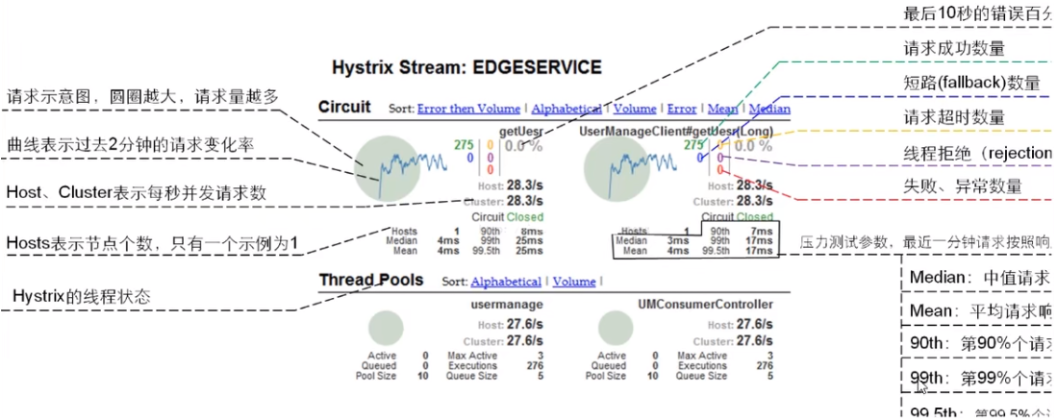 最后10秒的错误百分
请求成功数量
Hystrix Stream: EDGESERVICE
短路(fallback)数量
请求示意图，圆圈越大，请求量越多
Circuit Sort: Error then Volume | Alphabetical | Volume | Error | Mean | Median
请求超时数量
曲线表示过去2分钟的请求变化率
getUesr
275 0 0.0 %
0 0
0
UserManageClient#getUesr(Long)
275 0 0.0 %
0 0
0
线程拒绝（rejection
失败、异常数量
Host、Cluster表示每秒并发请求数
Host: 28.3/s
Cluster: 28.3/s
Circuit Closed
Host: 28.3/s
Cluster: 28.3/s
Circuit Closed
Hosts表示节点个数，只有一个示例为1
Hosts 1 90th 8ms
Median 4ms 99th 25ms
Mean 4ms 99.5th 25ms
Hosts 1 90th 7ms
Median 3ms 99th 17ms
Mean 4ms 99.5th 17ms
压力测试参数，最近一分钟请求按照响
Median：中值请求
Mean：平均请求响
90th：第90%个请求
99th：第99%个请求
99.5th：第99.5%个
Hystrix的线程状态
Thread Pools Sort: Alphabetical | Volume |
usermanage
Host: 27.6/s
Cluster: 27.6/s
Active 0 Max Active 3
Queued 0 Executions 276
Pool Size 10 Queue Size 5
UMConsumerController
Host: 27.6/s
Cluster: 27.6/s
Active 0 Max Active 3
Queued 0 Executions 276
Pool Size 10 Queue Size 5